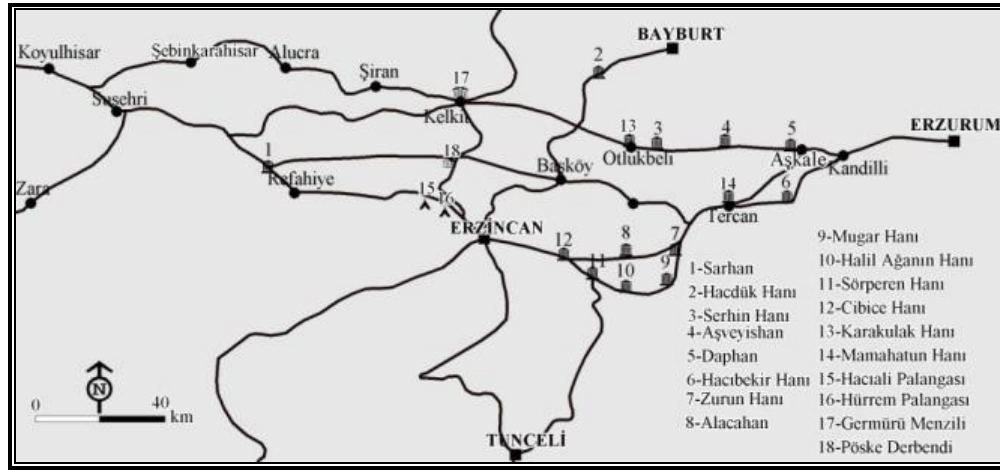 BAYBURT
Koyulhisar
Şebinkarahisar
Alucra
2
Şiran
17
Suşehri
Kelkit
13
3
4
5
ERZURUM
Otlukbeli
Aşkale
Kandilli
1
18
Başköy
Refahiye
15
16
14
6
Zara
Tercan
ERZİNCAN
12
8
7
11
10
9
TUNCELİ
N
0
40
km
1-Sarhan
2-Hacdük Hanı
3-Serhin Hanı
4-Aşveyishan
5-Daphan
6-Hacıbekir Hanı
7-Zurun Hanı
8-Alacahan
9-Mugar Hanı
10-Halil Ağanın Hanı
11-Sörperen Hanı
12-Cibice Hanı
13-Karakulak Hanı
14-Mamahatun Hanı
15-Hacıali Palangası
16-Hürrem Palangası
17-Germürü Menzili
18-Pöske Derbendi